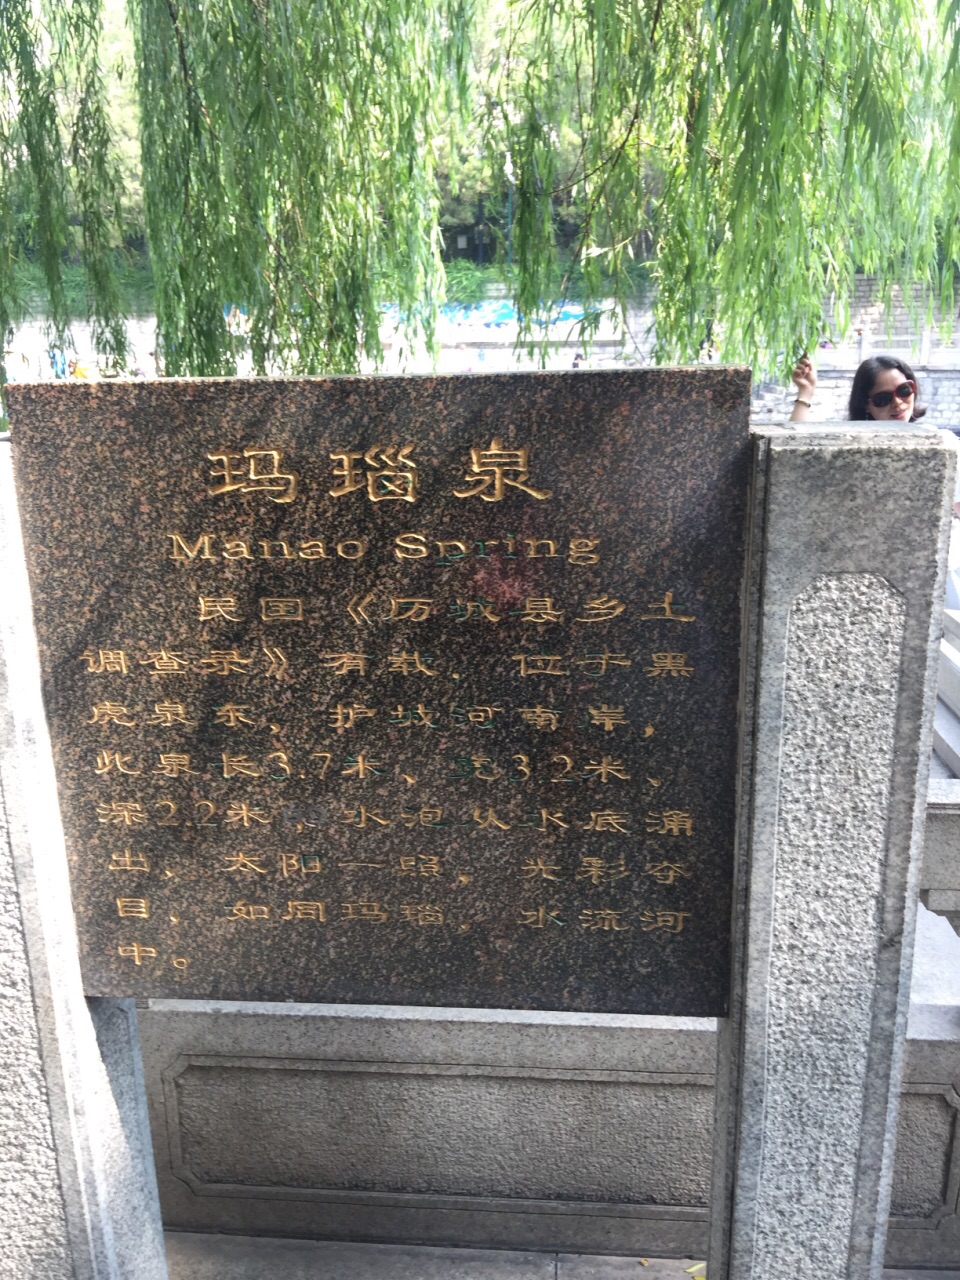 玛瑙泉
Manao Spring
民国《历城县乡土
调查录》有载．位于黑
虎泉东，护城河南岸，
此泉长3.7米、宽3.2米、
深2.2米，水泡从水底涌
出，太阳一照，光彩夺
目，如同玛瑙，水流河
中。